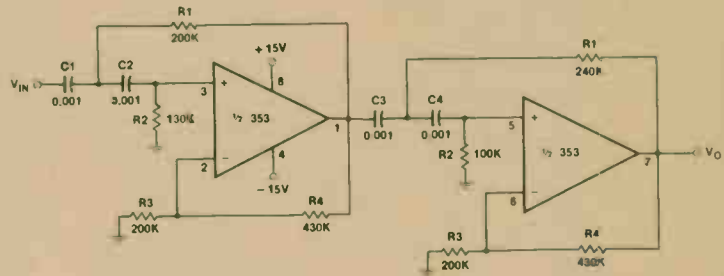 R1
200K
C1
C2
+15V
V_IN
0.001
3
+
R2
½ 353
1
2
−
4
−15V
R3
200K
R4
430K
R1
240K
C3
C4
0.001
0.001
5
+
R2
100K
½ 353
7
V_O
6
−
R3
200K
R4
430K